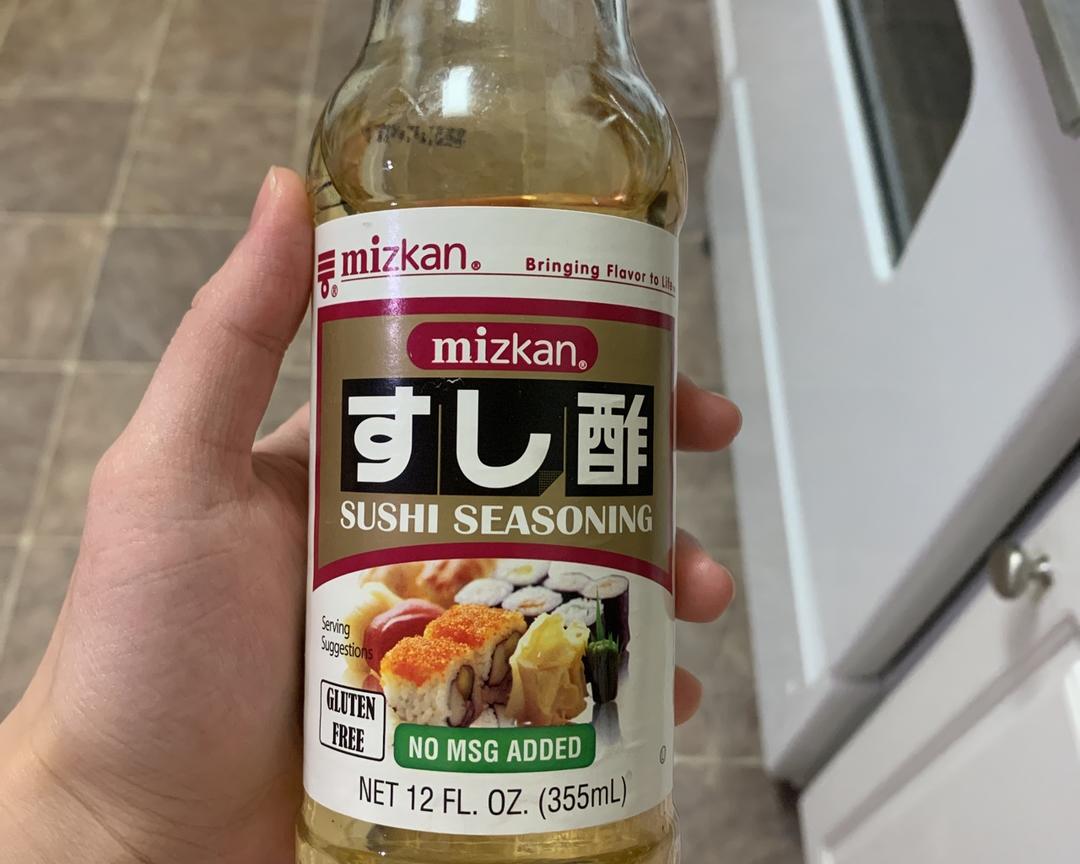 mizkan®
Bringing Flavor to Life™
mizkan®
すし酢
SUSHI SEASONING
Serving
Suggestions
GLUTEN
FREE
NO MSG ADDED
NET 12 FL. OZ. (355mL)